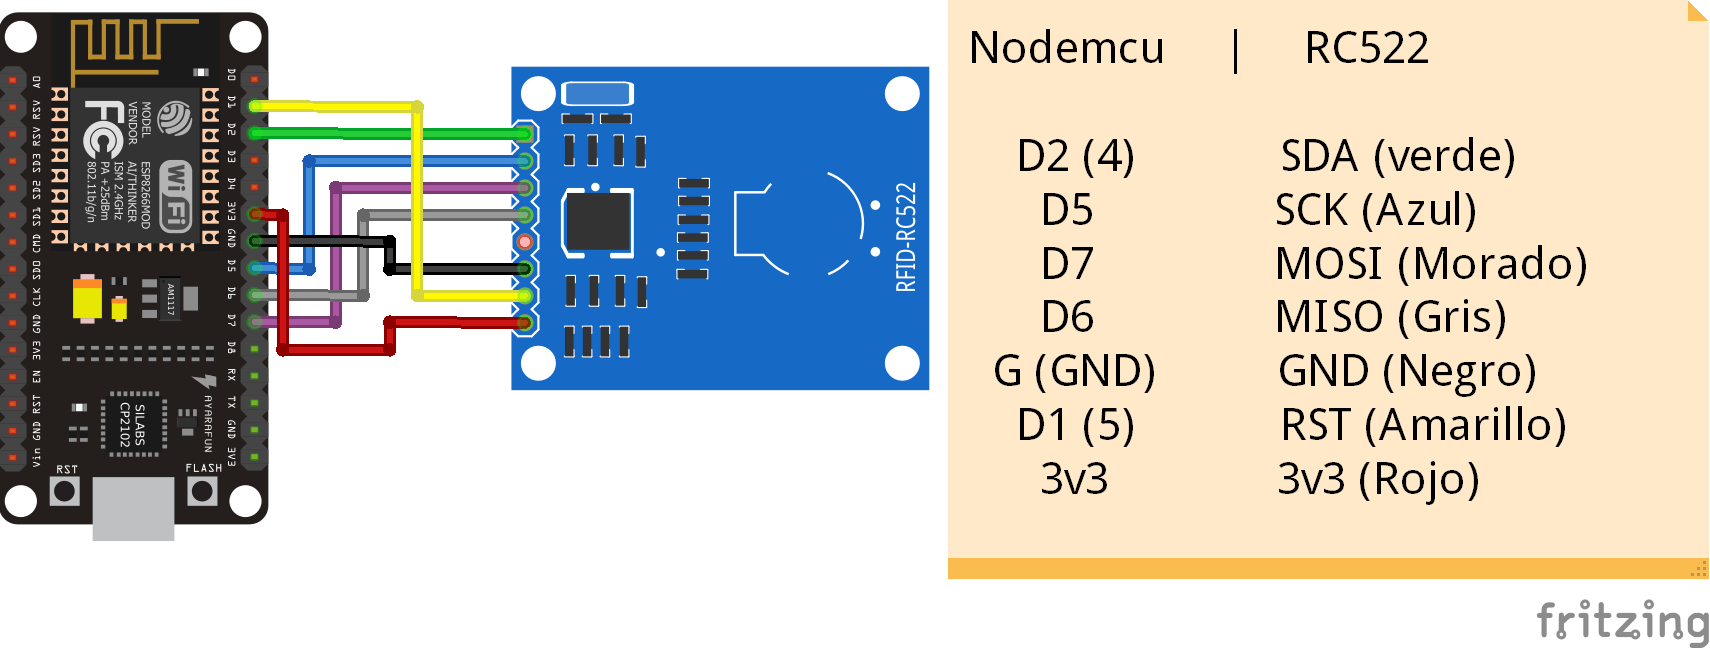 Nodemcu | RC522
D2 (4) SDA (verde)
D5 SCK (Azul)
D7 MOSI (Morado)
D6 MISO (Gris)
G (GND) GND (Negro)
D1 (5) RST (Amarillo)
3v3 3v3 (Rojo)
RFID-RC522
MODEL
VENDOR
ESP8266MOD
AI/THINKER
ISM 2.4GHz
PA +25dBm
802.11b/g/n
FC
WiFi
AM1117
SILABS
CP2102
AYARAFUN
RST
FLASH
A0
RSV
RSV
SD3
SD2
SD1
CMD
SD0
CLK
GND
3V3
EN
RST
GND
Vin
D0
D1
D2
D3
D4
3V3
GND
D5
D6
D7
D8
RX
TX
GND
3V3
fritzing